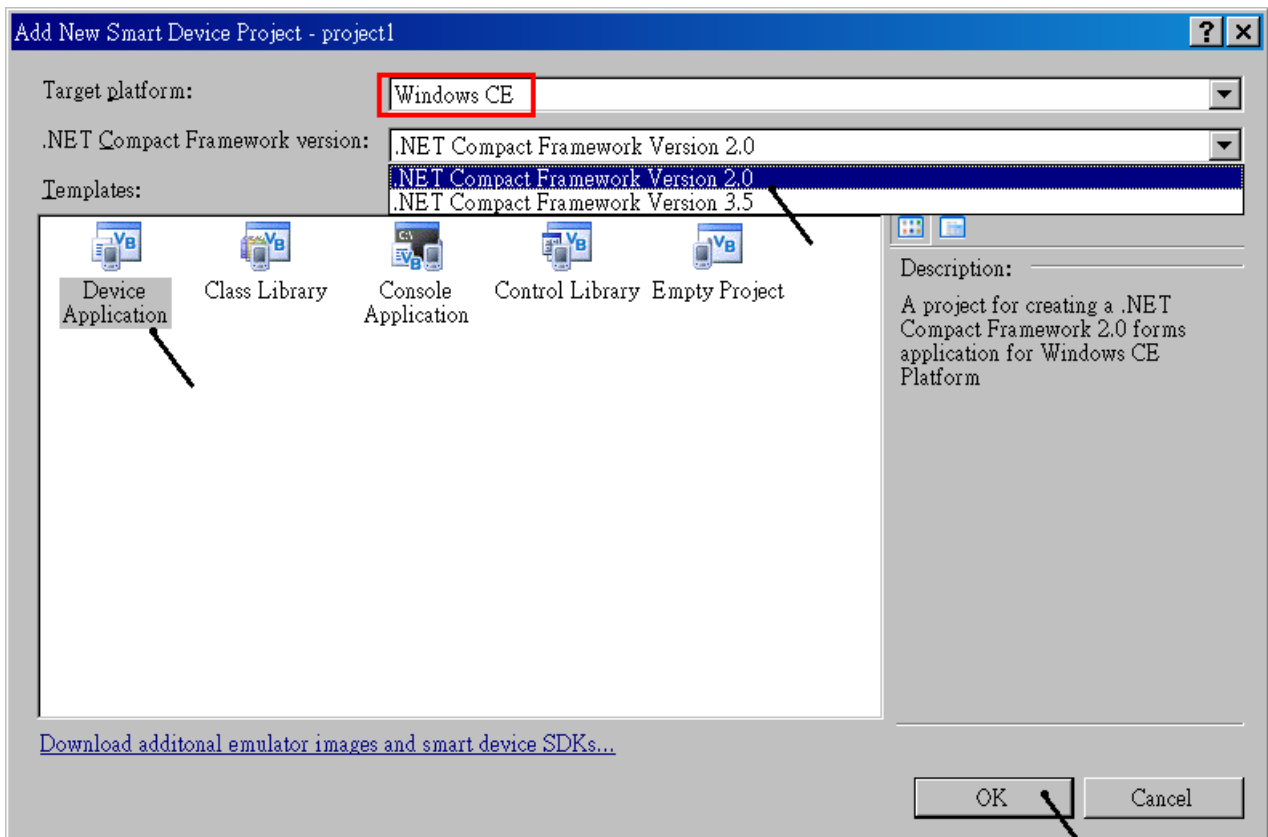 Add New Smart Device Project - project1
Target platform:
Windows CE
.NET Compact Framework version:
.NET Compact Framework Version 2.0
.NET Compact Framework Version 2.0
.NET Compact Framework Version 3.5
Templates:
Device Application
Class Library
Console Application
Control Library
Empty Project
Description:
A project for creating a .NET
Compact Framework 2.0 forms
application for Windows CE
Platform
Download additonal emulator images and smart device SDKs...
OK
Cancel